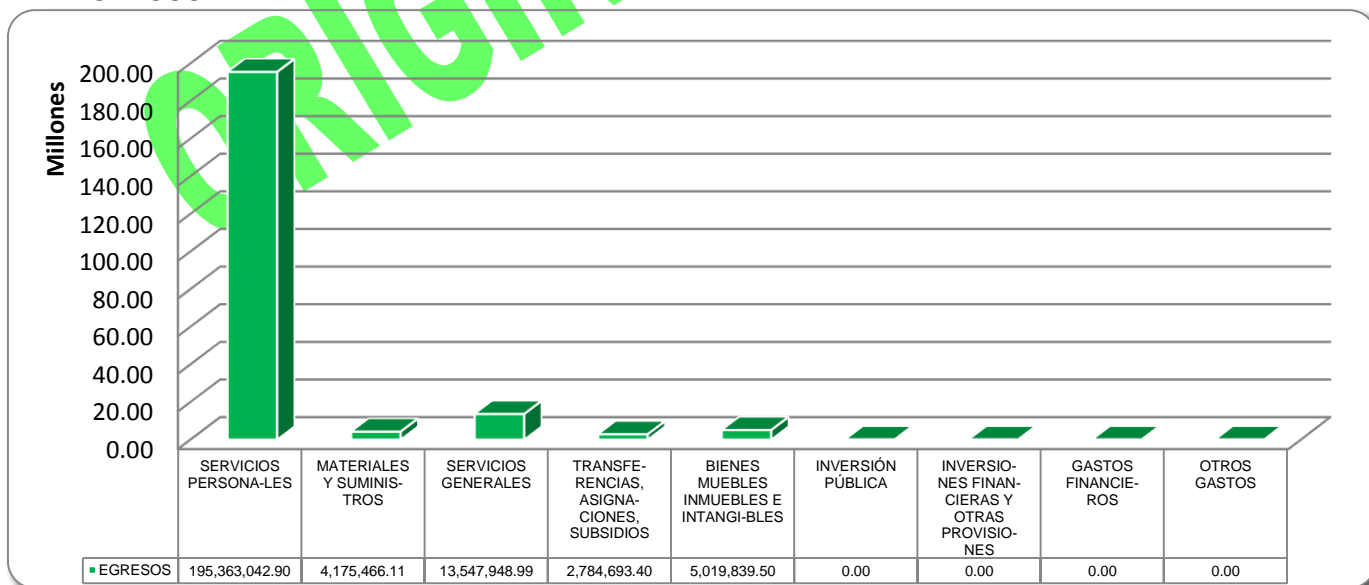 Millones
200.00
180.00
160.00
140.00
120.00
100.00
80.00
60.00
40.00
20.00
0.00
SERVICIOS
PERSONA-LES
MATERIALES
Y SUMINIS-
TROS
SERVICIOS
GENERALES
TRANSFE-
RENCIAS,
ASIGNA-
CIONES,
SUBSIDIOS
BIENES
MUEBLES
INMUEBLES E
INTANGI-BLES
INVERSIÓN
PÚBLICA
INVERSIO-
NES FINAN-
CIERAS Y
OTRAS
PROVISIO-
NES
GASTOS
FINANCIE-
ROS
OTROS
GASTOS
EGRESOS 195,363,042.90 4,175,466.11 13,547,948.99 2,784,693.40 5,019,839.50 0.00 0.00 0.00 0.00